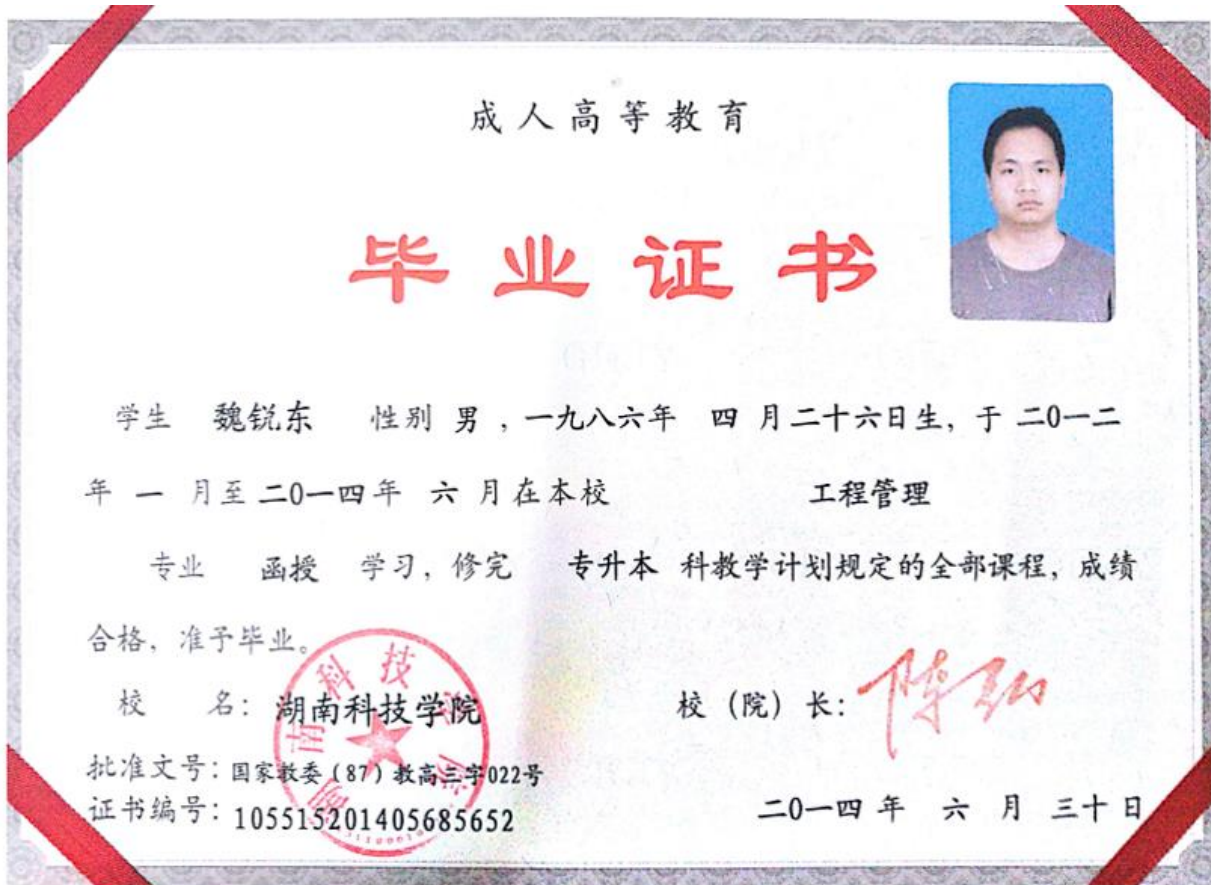 成人高等教育
毕业证书
学生 魏锐东 性别 男 ，一九八六年 四 月二十六日生，于 二0一二
年 一 月至 二0一四年 六 月在本校 工程管理
专业 函授 学习，修完 专升本 科教学计划规定的全部课程，成绩
合格，准予毕业。
校 名：湖南科技学院 校（院）长：
批准文号：国家教委（87）教高三字022号
证书编号：105515201405685652
二0一四 年 六 月 三十 日
湖南科技学院